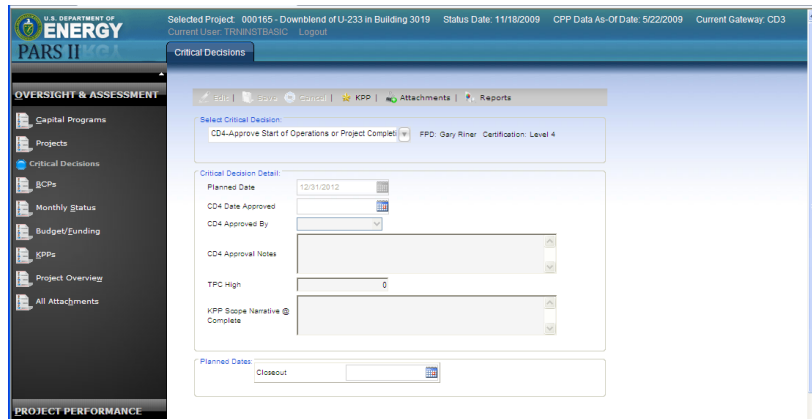 U.S. DEPARTMENT OF
ENERGY
PARS II
Selected Project: 000165 - Downblend of U-233 in Building 3019 Status Date: 11/18/2009 CPP Data As-Of Date: 5/22/2009 Current Gateway: CD3
Current User: TRNINSTBASIC Logout
Critical Decisions
OVERSIGHT & ASSESSMENT
Capital Programs
Projects
Critical Decisions
BCPs
Monthly Status
Budget/Funding
KPPs
Project Overview
All Attachments
PROJECT PERFORMANCE
Edit | Save Cancel | KPP | Attachments | Reports
Select Critical Decision:
CD4-Approve Start of Operations or Project Completi FPD: Gary Riner Certification: Level 4
Critical Decision Detail:
Planned Date 12/31/2012
CD4 Date Approved
CD4 Approved By
CD4 Approval Notes
TPC High 0
KPP Scope Narrative @
Complete
Planned Dates:
Closeout